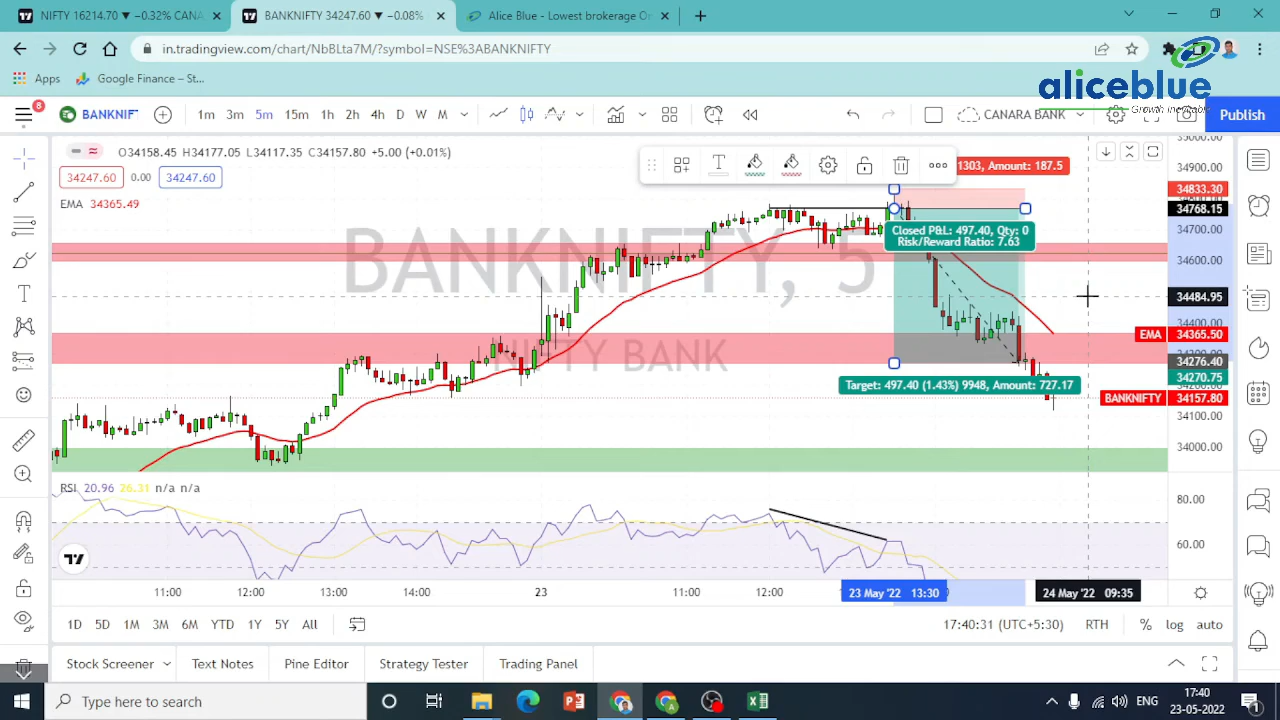 NIFTY 16214.70 ▼ −0.32% CANA
BANKNIFTY 34247.60 ▼ −0.08% C
Alice Blue - Lowest brokerage On
in.tradingview.com/chart/NbBLta7M/?symbol=NSE%3ABANKNIFTY
Apps
Google Finance – St...
aliceblue
8
BANKNIF
1m 3m 5m 15m 1h 2h 4h D W M
CANARA BANK
Publish
O34158.45 H34177.05 L34117.35 C34157.80 +5.00 (+0.01%)
34247.60 0.00 34247.60
EMA 34365.49
1303, Amount: 187.5
BANKNIFTY, 5
NIFTY BANK
Closed P&L: 497.40, Qty: 0
Risk/Reward Ratio: 7.63
Target: 497.40 (1.43%) 9948, Amount: 727.17
35000.00
34900.00
34833.30
34768.15
34700.00
34600.00
34484.95
34400.00
EMA 34365.50
34276.40
34270.75
34200.00
BANKNIFTY 34157.80
34100.00
34000.00
RSI 20.96 26.31 n/a n/a
80.00
60.00
11:00 12:00 13:00 14:00 23 11:00 12:00 23 May '22 13:30 24 May '22 09:35
1D 5D 1M 3M 6M YTD 1Y 5Y All
17:40:31 (UTC+5:30) RTH % log auto
Stock Screener Text Notes Pine Editor Strategy Tester Trading Panel
Type here to search
ENG
17:40
23-05-2022
1